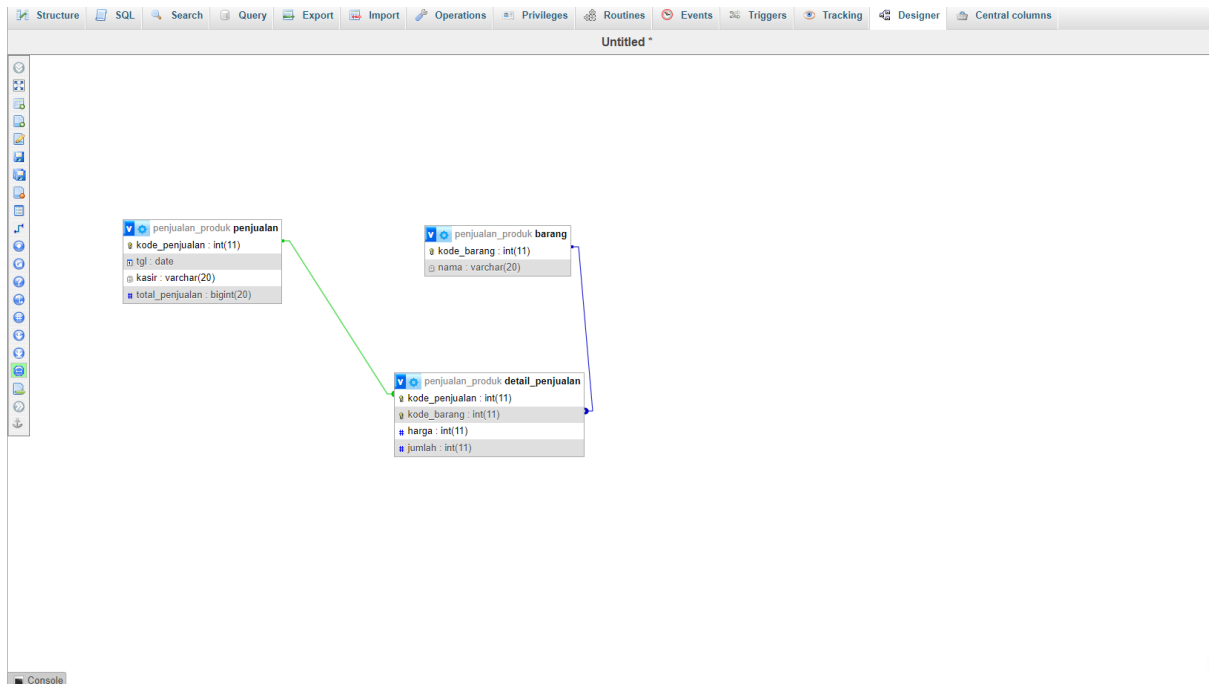 Structure SQL Search Query Export Import Operations Privileges Routines Events Triggers Tracking Designer Central columns
Untitled *
penjualan_produk penjualan
kode_penjualan : int(11)
tgl : date
kasir : varchar(20)
total_penjualan : bigint(20)
penjualan_produk barang
kode_barang : int(11)
nama : varchar(20)
penjualan_produk detail_penjualan
kode_penjualan : int(11)
kode_barang : int(11)
harga : int(11)
jumlah : int(11)
Console